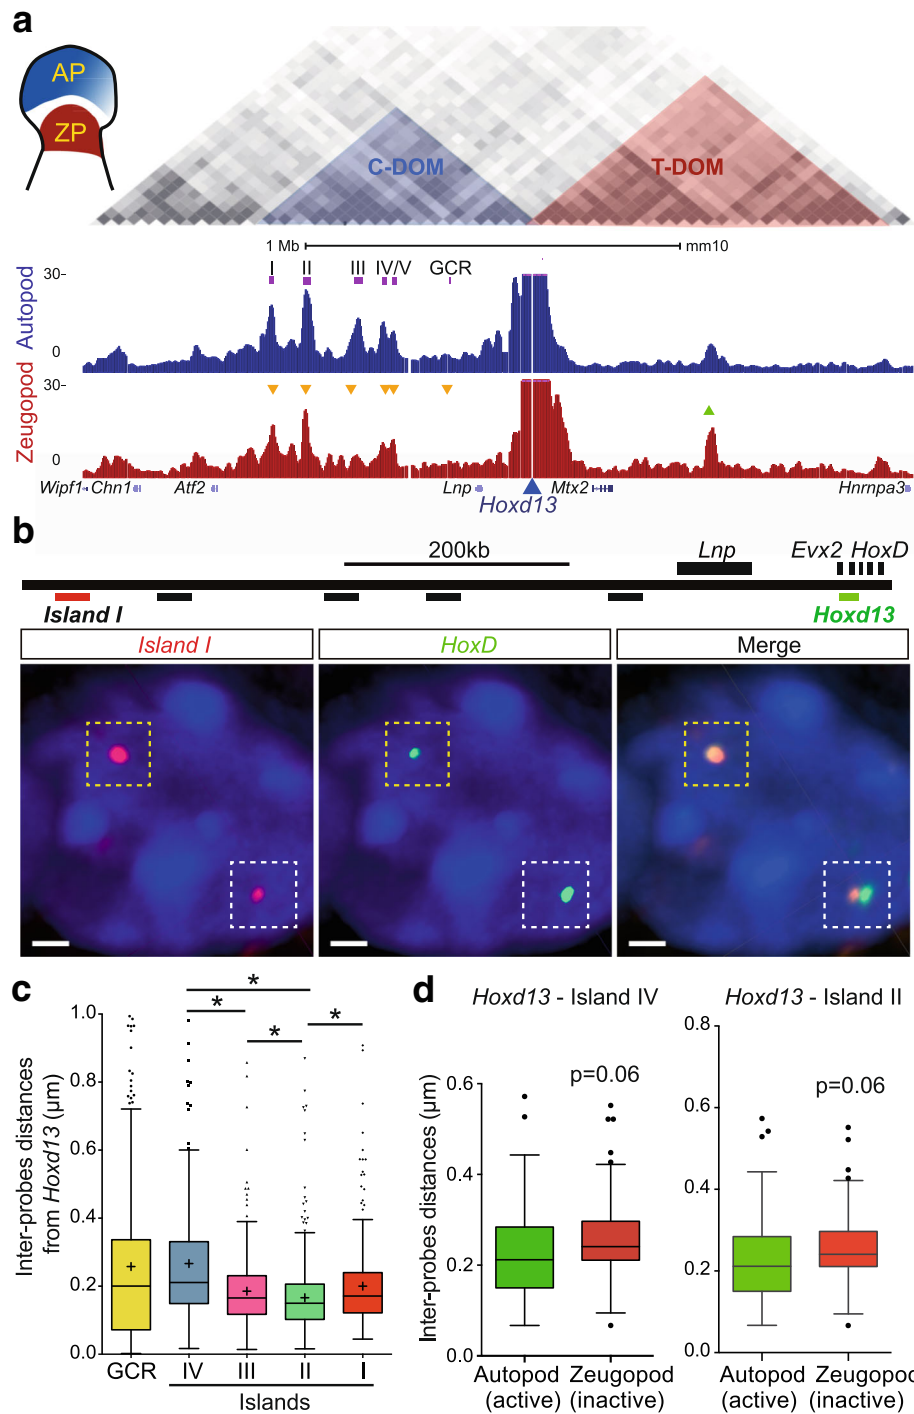 a
AP
ZP
C-DOM
T-DOM
1 Mb
mm10
I II III IV/V GCR
Autopod
30-
0
Zeugopod
30-
0
Wipf1 Chn1 Atf2 Lnp Mtx2 Hnrnpa3
Hoxd13
b
200kb Lnp Evx2 HoxD
Island I Hoxd13
Island I HoxD Merge
c
Inter-probes distances
from Hoxd13 (µm)
* * * *
1.0
0.8
0.6
0.4
0.2
0.0
GCR IV III II I
Islands
d
Hoxd13 - Island IV
Inter-probes distances (µm)
p=0.06
0.6
0.4
0.2
0.0
Autopod Zeugopod
(active) (inactive)
Hoxd13 - Island II
p=0.06
0.8
0.6
0.4
0.2
0.0
Autopod Zeugopod
(active) (inactive)